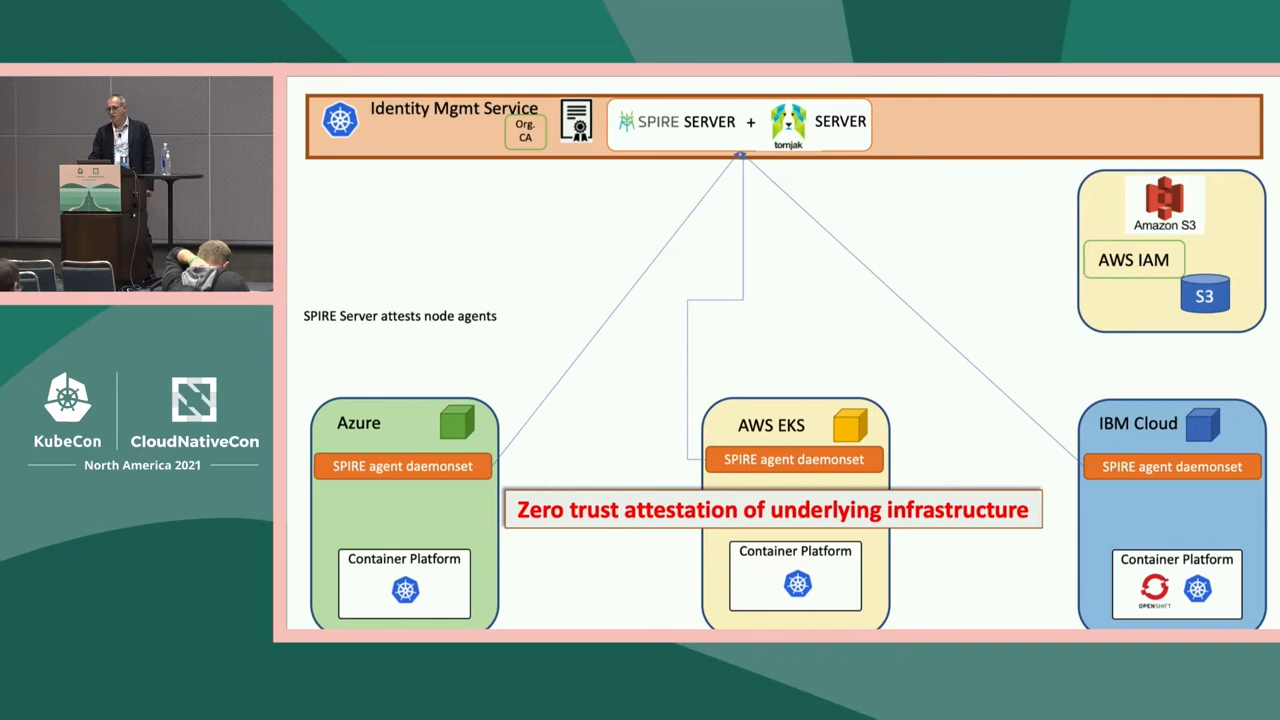 Identity Mgmt Service
Org.
CA
SPIRE SERVER + SERVER
tornjak
Amazon S3
AWS IAM
S3
SPIRE Server attests node agents
KubeCon
CloudNativeCon
North America 2021
Azure
SPIRE agent daemonset
AWS EKS
SPIRE agent daemonset
IBM Cloud
SPIRE agent daemonset
Zero trust attestation of underlying infrastructure
Container Platform
Container Platform
Container Platform
OPENSHIFT